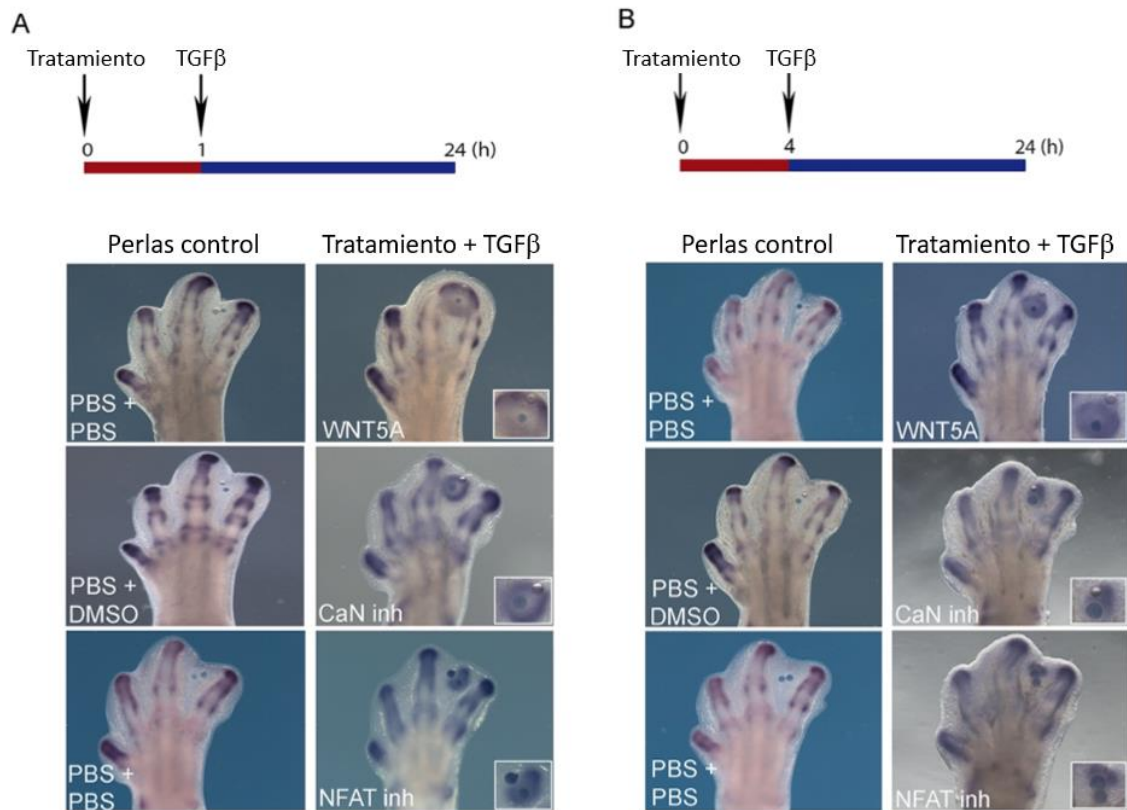 A
Tratamiento TGFβ
0 1 24 (h)
Perlas control Tratamiento + TGFβ
PBS +
PBS
WNT5A
PBS +
DMSO
CaN inh
PBS +
PBS
NFAT inh
B
Tratamiento TGFβ
0 4 24 (h)
Perlas control Tratamiento + TGFβ
PBS +
PBS
WNT5A
PBS +
DMSO
CaN inh
PBS +
PBS
NFAT inh